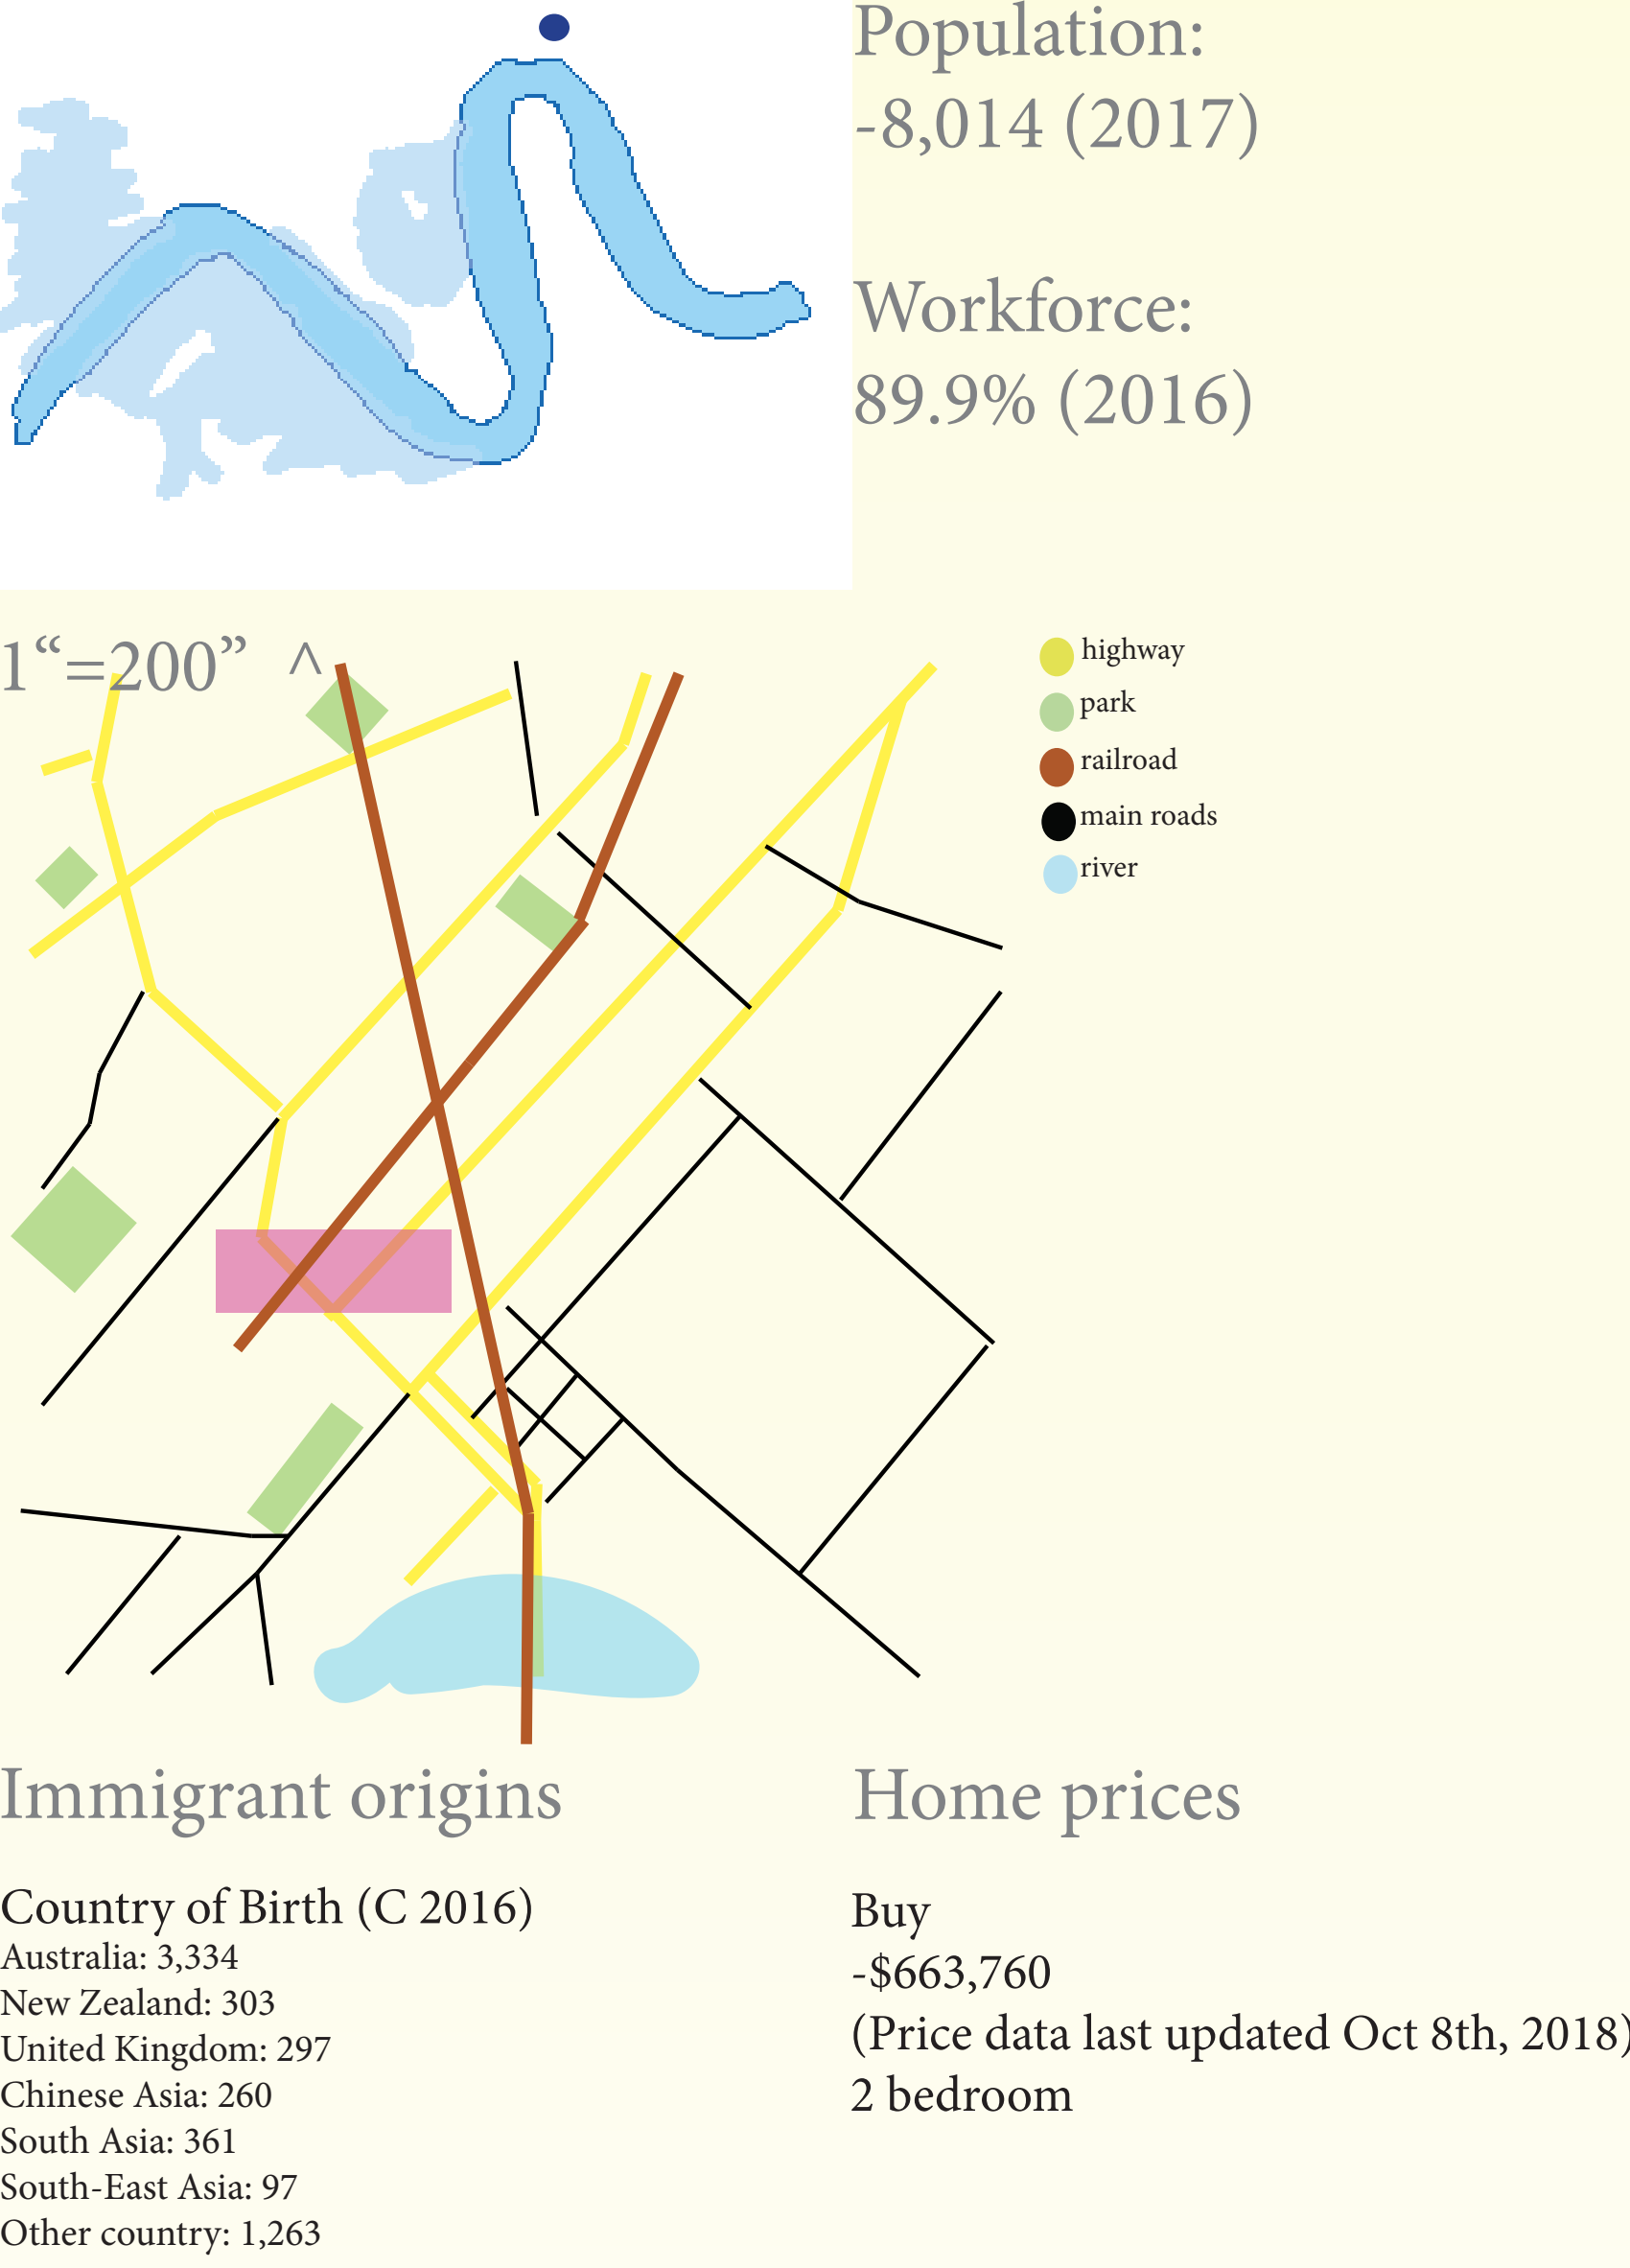 Population:
-8,014 (2017)
Workforce:
89.9% (2016)
1“=200” ^
highway
park
railroad
main roads
river
Immigrant origins
Country of Birth (C 2016)
Australia: 3,334
New Zealand: 303
United Kingdom: 297
Chinese Asia: 260
South Asia: 361
South-East Asia: 97
Other country: 1,263
Home prices
Buy
-$663,760
(Price data last updated Oct 8th, 2018)
2 bedroom